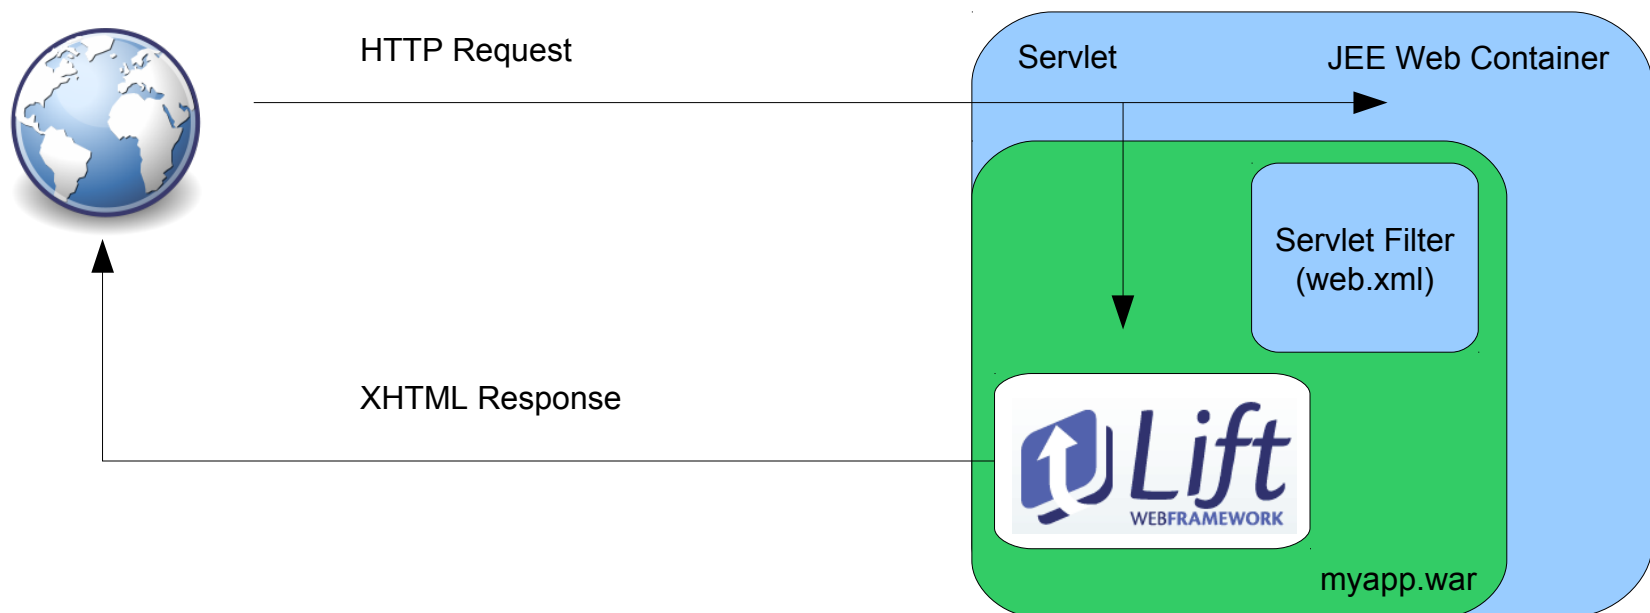 HTTP Request
Servlet
JEE Web Container
Servlet Filter
(web.xml)
XHTML Response
Lift
WEBFRAMEWORK
myapp.war